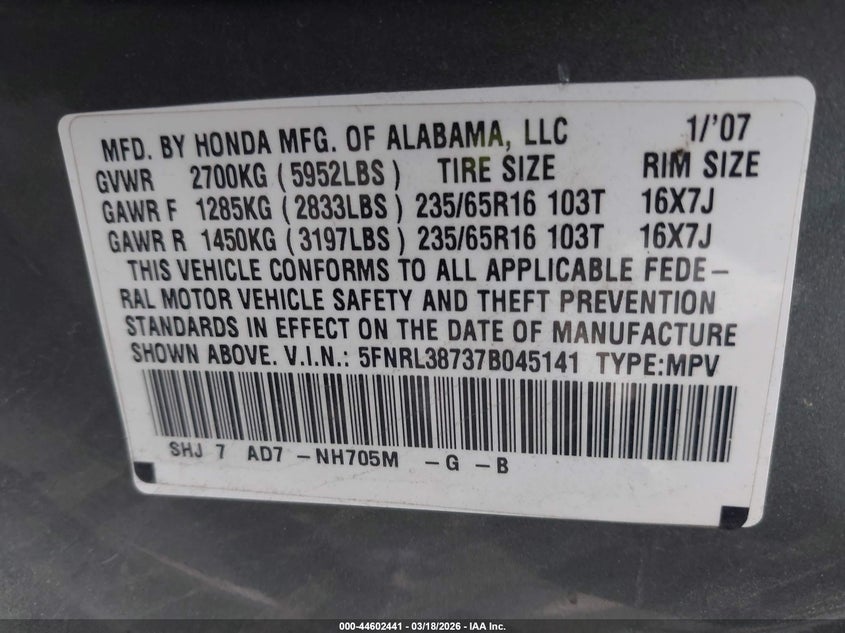 MFD. BY HONDA MFG. OF ALABAMA, LLC 1/'07
GVWR 2700KG (5952LBS) TIRE SIZE RIM SIZE
GAWR F 1285KG (2833LBS) 235/65R16 103T 16X7J
GAWR R 1450KG (3197LBS) 235/65R16 103T 16X7J
THIS VEHICLE CONFORMS TO ALL APPLICABLE FEDE-
RAL MOTOR VEHICLE SAFETY AND THEFT PREVENTION
STANDARDS IN EFFECT ON THE DATE OF MANUFACTURE
SHOWN ABOVE. V.I.N.: 5FNRL38737B045141 TYPE:MPV
SHJ 7 AD7 -NH705M -G -B
000-44602441 - 03/18/2026 - IAA Inc.